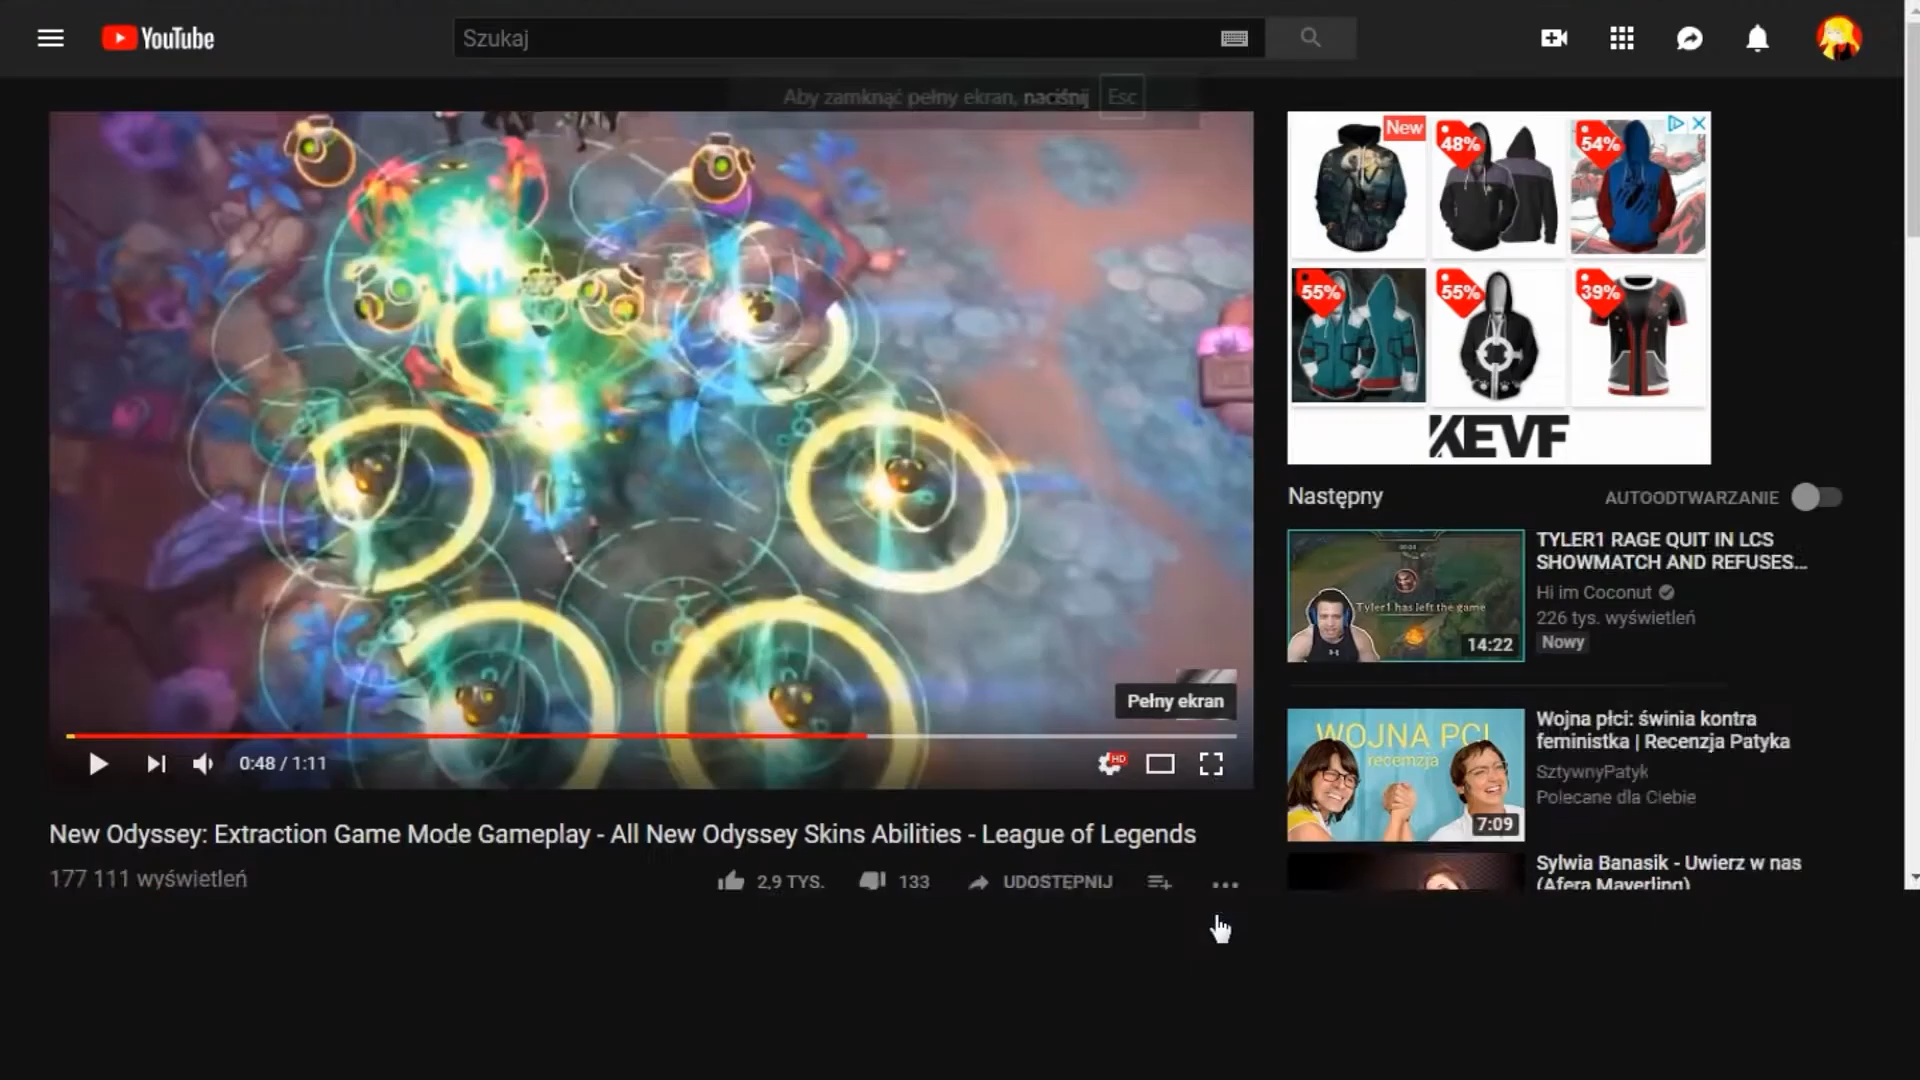 YouTube
Szukaj
Aby zamknąć pełny ekran, naciśnij Esc
New
48%
54%
55%
55%
39%
KEVF
Następny
AUTOODTWARZANIE
00:04
Tyler1 has left the game
14:22
TYLER1 RAGE QUIT IN LCS
SHOWMATCH AND REFUSES...
Hi im Coconut
226 tys. wyświetleń
Nowy
WOJNA PŁCI
recenzja
7:09
Wojna płci: świnia kontra
feministka | Recenzja Patyka
SztywnyPatyk
Polecane dla Ciebie
Sylwia Banasik - Uwierz w nas
(Afera Mayerling)
Pełny ekran
0:48 / 1:11
HD
New Odyssey: Extraction Game Mode Gameplay - All New Odyssey Skins Abilities - League of Legends
177 111 wyświetleń
2,9 TYS.
133
UDOSTĘPNIJ